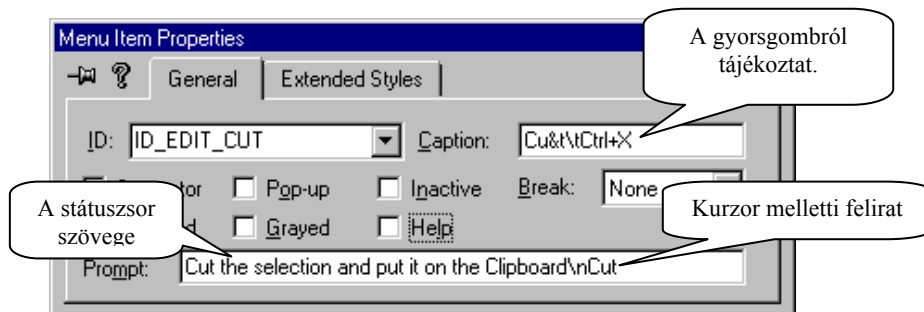 Menu Item Properties
A gyorsgombról
tájékoztat.
General Extended Styles
ID: ID_EDIT_CUT Caption: Cu&t\tCtrl+X
Pop-up Inactive Break: None
A státuszsor
szövege
Kurzor melletti felirat
Grayed Help
Prompt: Cut the selection and put it on the Clipboard\nCut